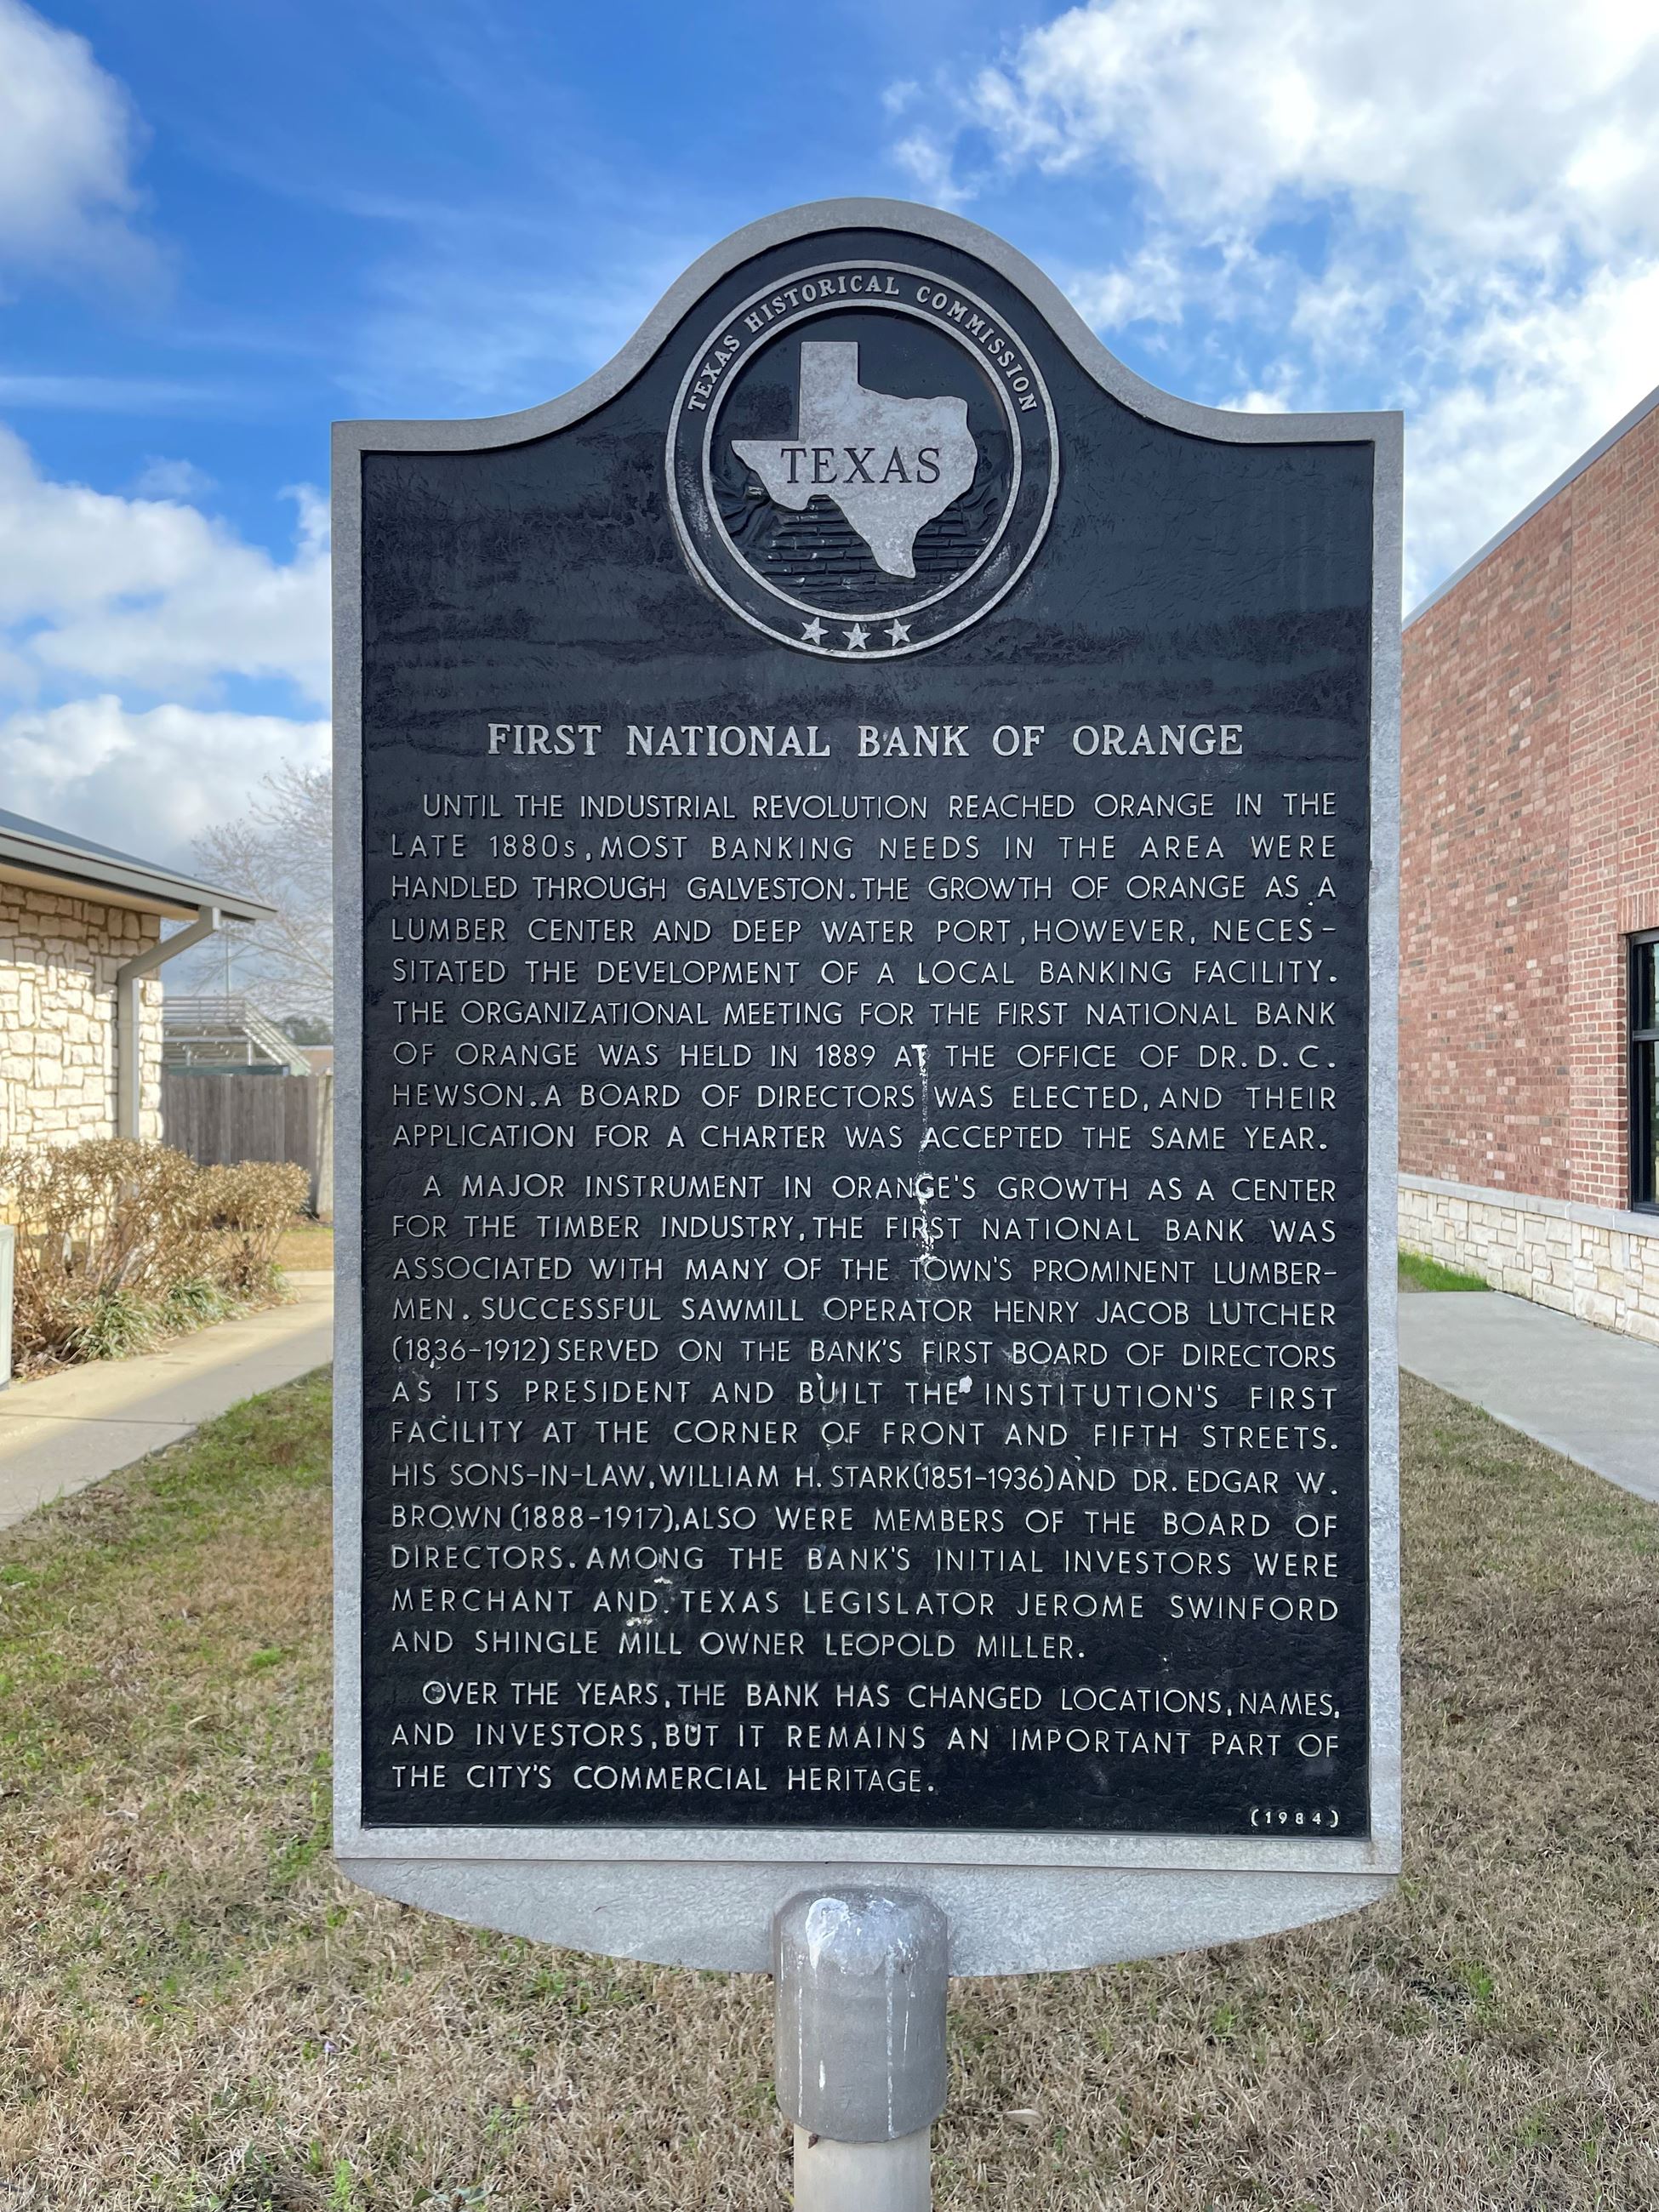 TEXAS HISTORICAL COMMISSION
TEXAS
FIRST NATIONAL BANK OF ORANGE
UNTIL THE INDUSTRIAL REVOLUTION REACHED ORANGE IN THE
LATE 1880s, MOST BANKING NEEDS IN THE AREA WERE
HANDLED THROUGH GALVESTON. THE GROWTH OF ORANGE AS A
LUMBER CENTER AND DEEP WATER PORT, HOWEVER, NECES-
SITATED THE DEVELOPMENT OF A LOCAL BANKING FACILITY.
THE ORGANIZATIONAL MEETING FOR THE FIRST NATIONAL BANK
OF ORANGE WAS HELD IN 1889 AT THE OFFICE OF DR. D. C.
HEWSON. A BOARD OF DIRECTORS WAS ELECTED, AND THEIR
APPLICATION FOR A CHARTER WAS ACCEPTED THE SAME YEAR.
A MAJOR INSTRUMENT IN ORANGE'S GROWTH AS A CENTER
FOR THE TIMBER INDUSTRY, THE FIRST NATIONAL BANK WAS
ASSOCIATED WITH MANY OF THE TOWN'S PROMINENT LUMBER-
MEN. SUCCESSFUL SAWMILL OPERATOR HENRY JACOB LUTCHER
(1836-1912) SERVED ON THE BANK'S FIRST BOARD OF DIRECTORS
AS ITS PRESIDENT AND BUILT THE INSTITUTION'S FIRST
FACILITY AT THE CORNER OF FRONT AND FIFTH STREETS.
HIS SONS-IN-LAW, WILLIAM H. STARK (1851-1936) AND DR. EDGAR W.
BROWN (1888-1917), ALSO WERE MEMBERS OF THE BOARD OF
DIRECTORS. AMONG THE BANK'S INITIAL INVESTORS WERE
MERCHANT AND TEXAS LEGISLATOR JEROME SWINFORD
AND SHINGLE MILL OWNER LEOPOLD MILLER.
OVER THE YEARS, THE BANK HAS CHANGED LOCATIONS, NAMES,
AND INVESTORS, BUT IT REMAINS AN IMPORTANT PART OF
THE CITY'S COMMERCIAL HERITAGE.
(1984)